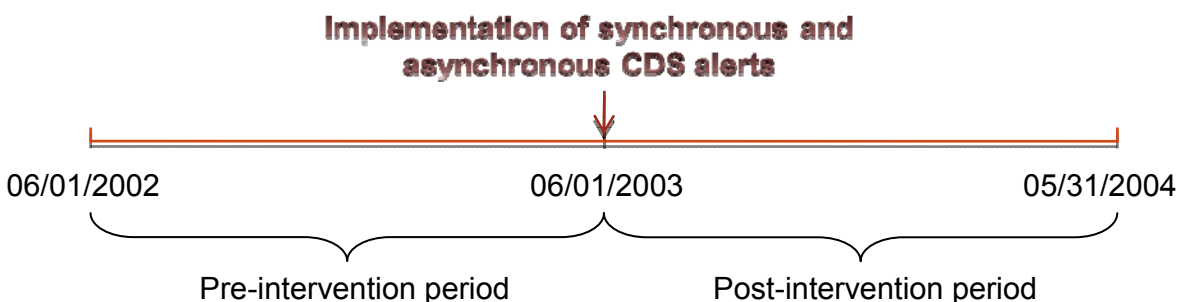 Implementation of synchronous and
asynchronous CDS alerts
06/01/2002 06/01/2003 05/31/2004
Pre-intervention period Post-intervention period